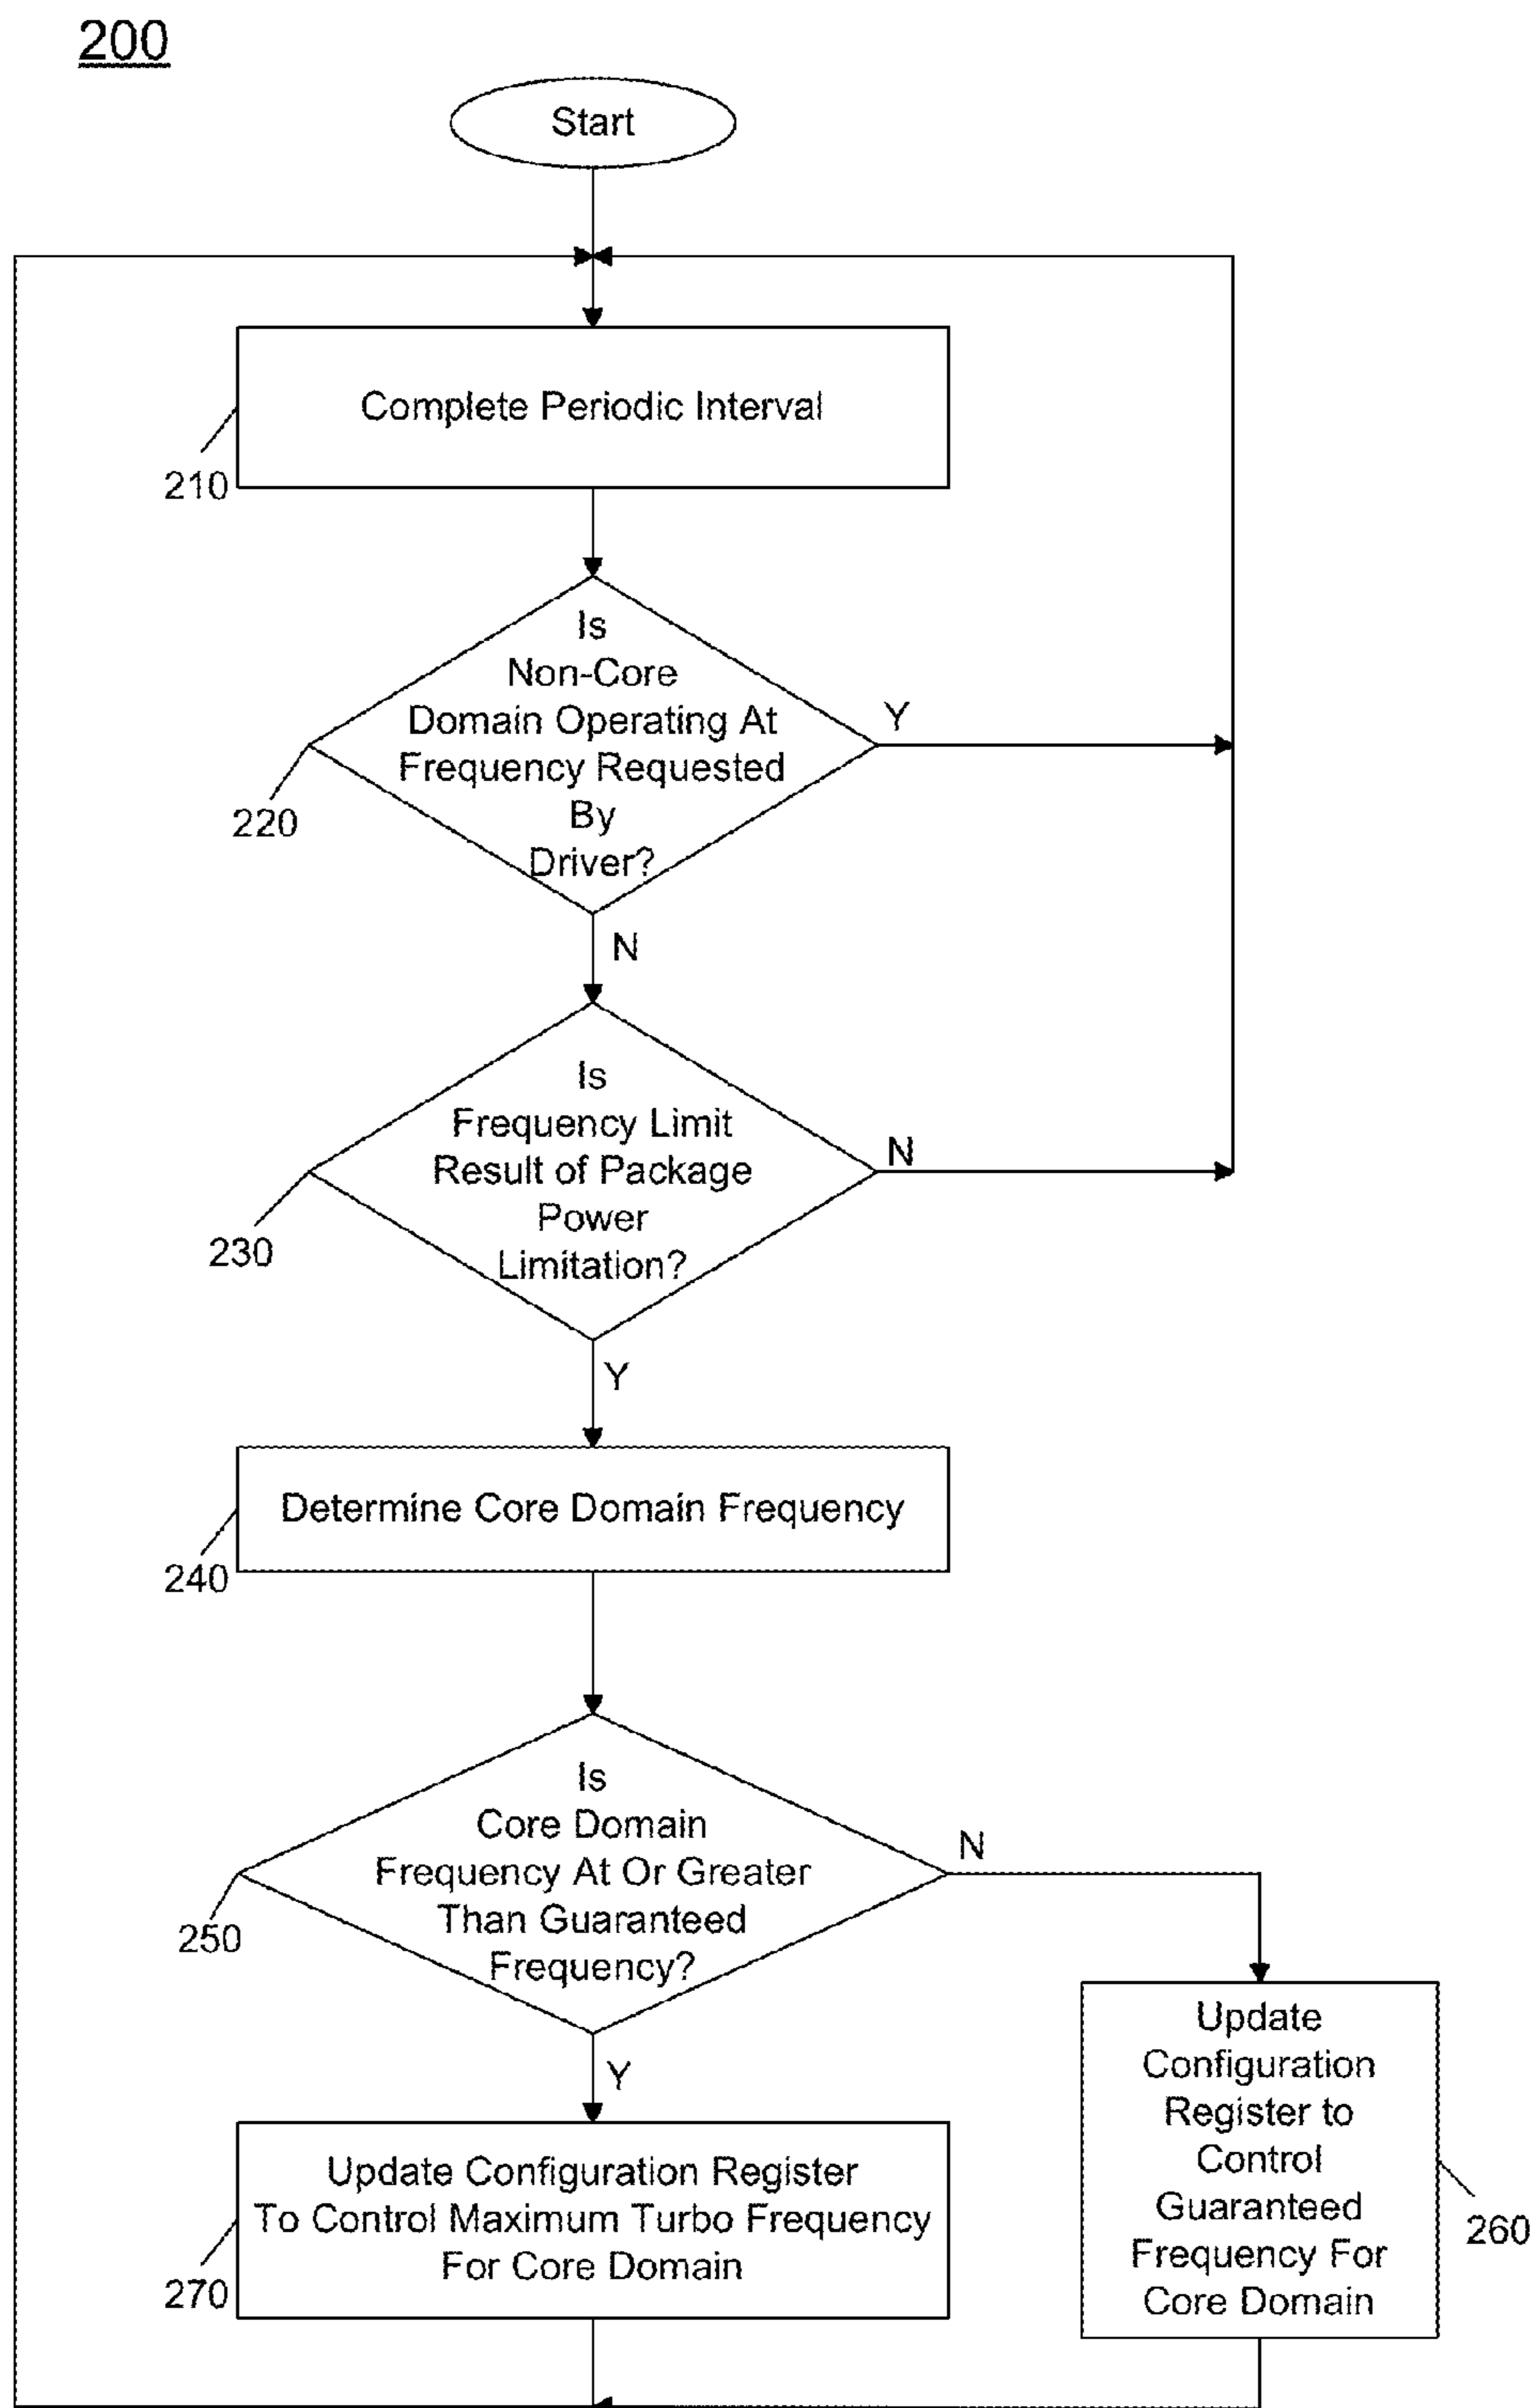 200
Start
Complete Periodic Interval
210
Is
Non-Core
Domain Operating At
Frequency Requested
By
Driver?
Y
220
N
Is
Frequency Limit
Result of Package
Power
Limitation?
N
230
Y
Determine Core Domain Frequency
240
Is
Core Domain
Frequency At Or Greater
Than Guaranteed
Frequency?
N
250
Y
Update
Configuration
Register to
Control
Guaranteed
Frequency For
Core Domain
260
Update Configuration Register
To Control Maximum Turbo Frequency
For Core Domain
270